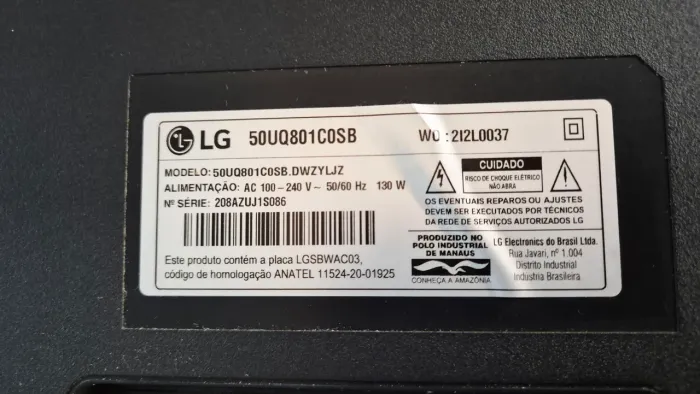 LG 50UQ801C0SB WO :2I2L0037
MODELO: 50UQ801C0SB.DWZYLJZ
ALIMENTAÇÃO: AC 100 - 240 V ~ 50/60 Hz 130 W
Nº SÉRIE: 208AZUJ1S086
Este produto contém a placa LGSBWAC03,
código de homologação ANATEL 11524-20-01925
CUIDADO
RISCO DE CHOQUE ELÉTRICO
NÃO ABRA
OS EVENTUAIS REPAROS OU AJUSTES
DEVEM SER EXECUTADOS POR TÉCNICOS
DA REDE DE SERVIÇOS AUTORIZADOS LG
PRODUZIDO NO
POLO INDUSTRIAL
DE MANAUS
CONHEÇA A AMAZÔNIA
LG Electronics do Brasil Ltda.
Rua Javari, nº 1.004
Distrito Industrial
Indústria Brasileira